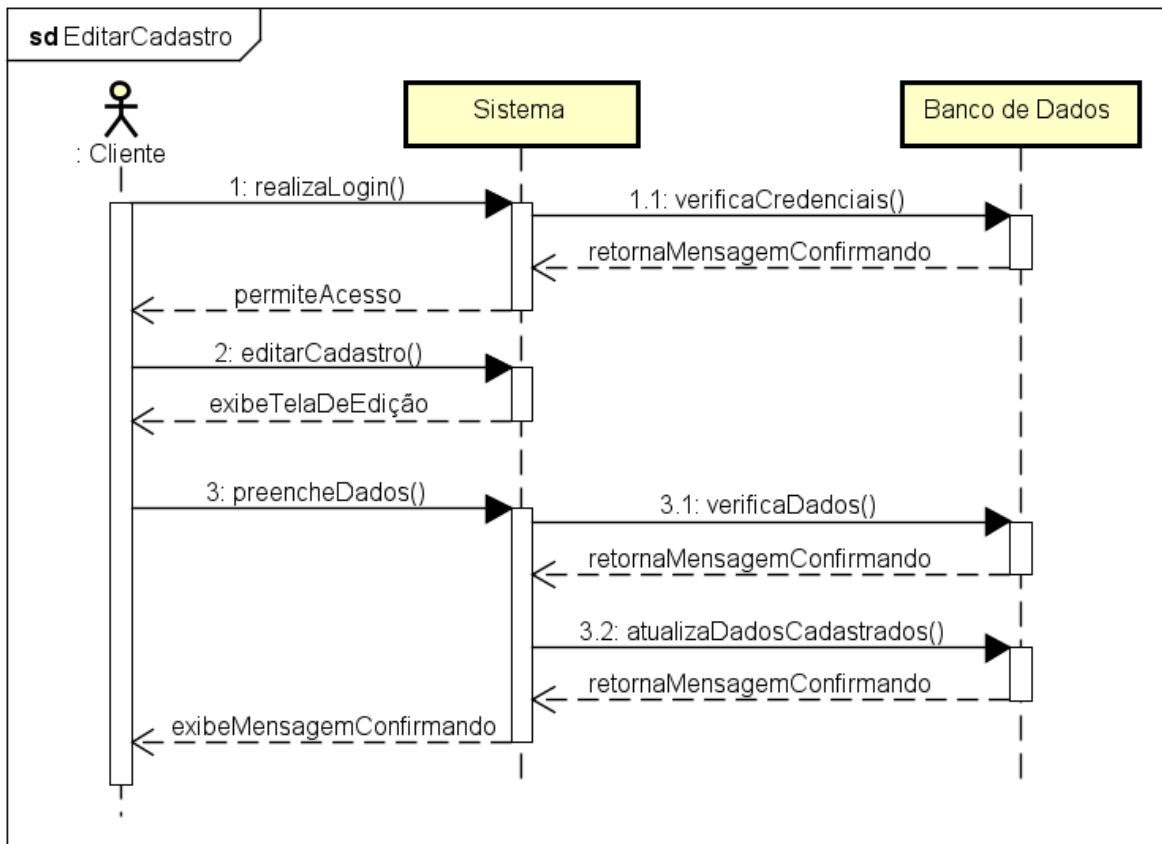 sd EditarCadastro
: Cliente
Sistema
Banco de Dados
1: realizaLogin()
1.1: verificaCredenciais()
retornaMensagemConfirmando
permiteAcesso
2: editarCadastro()
exibeTelaDeEdição
3: preencheDados()
3.1: verificaDados()
retornaMensagemConfirmando
3.2: atualizaDadosCadastrados()
retornaMensagemConfirmando
exibeMensagemConfirmando